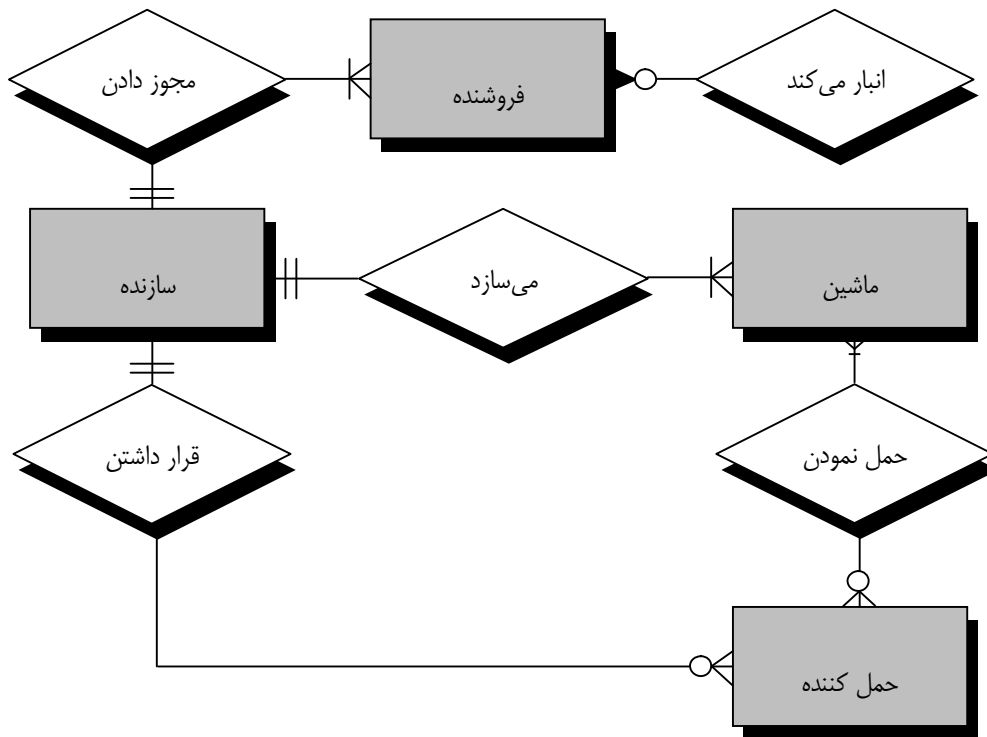 مجوز دادن
فروشنده
انبار می‌کند
سازنده
می‌سازد
ماشین
قرار داشتن
حمل نمودن
حمل کننده